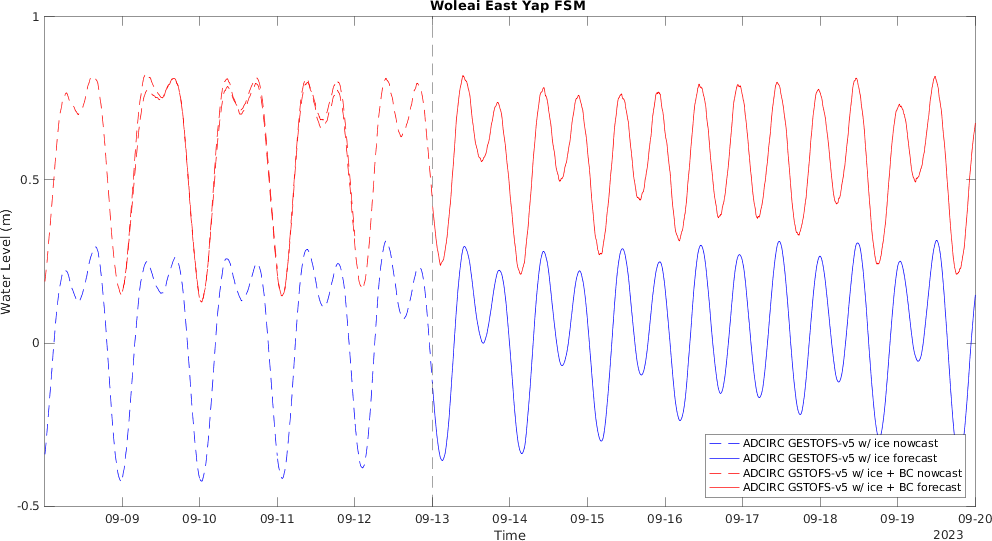 Woleai East Yap FSM
1
0.5
0
-0.5
Water Level (m)
ADCIRC GESTOFS-v5 w/ ice nowcast
ADCIRC GESTOFS-v5 w/ ice forecast
ADCIRC GSTOFS-v5 w/ ice + BC nowcast
ADCIRC GSTOFS-v5 w/ ice + BC forecast
09-09 09-10 09-11 09-12 09-13 09-14 09-15 09-16 09-17 09-18 09-19 09-20
Time
2023